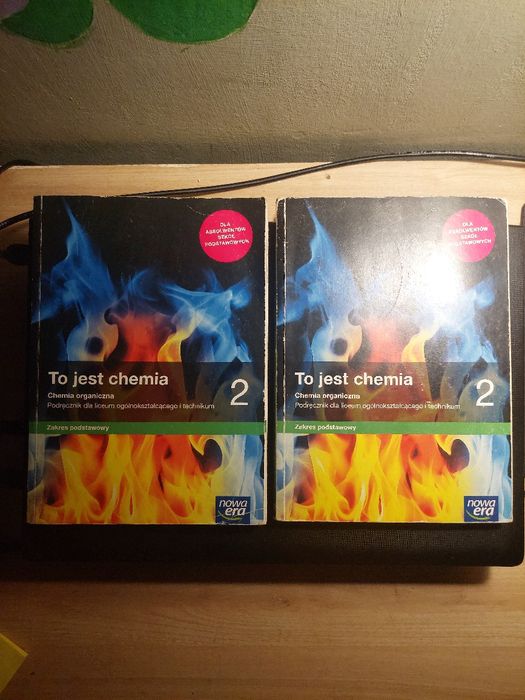 DLA
ABSOLWENTÓW
SZKÓŁ
PODSTAWOWYCH
To jest chemia
2
Chemia organiczna
Podręcznik dla liceum ogólnokształcącego i technikum
Zakres podstawowy
nowa
era
DLA
ABSOLWENTÓW
SZKÓŁ
PODSTAWOWYCH
To jest chemia
2
Chemia organiczna
Podręcznik dla liceum ogólnokształcącego i technikum
Zakres podstawowy
nowa
era